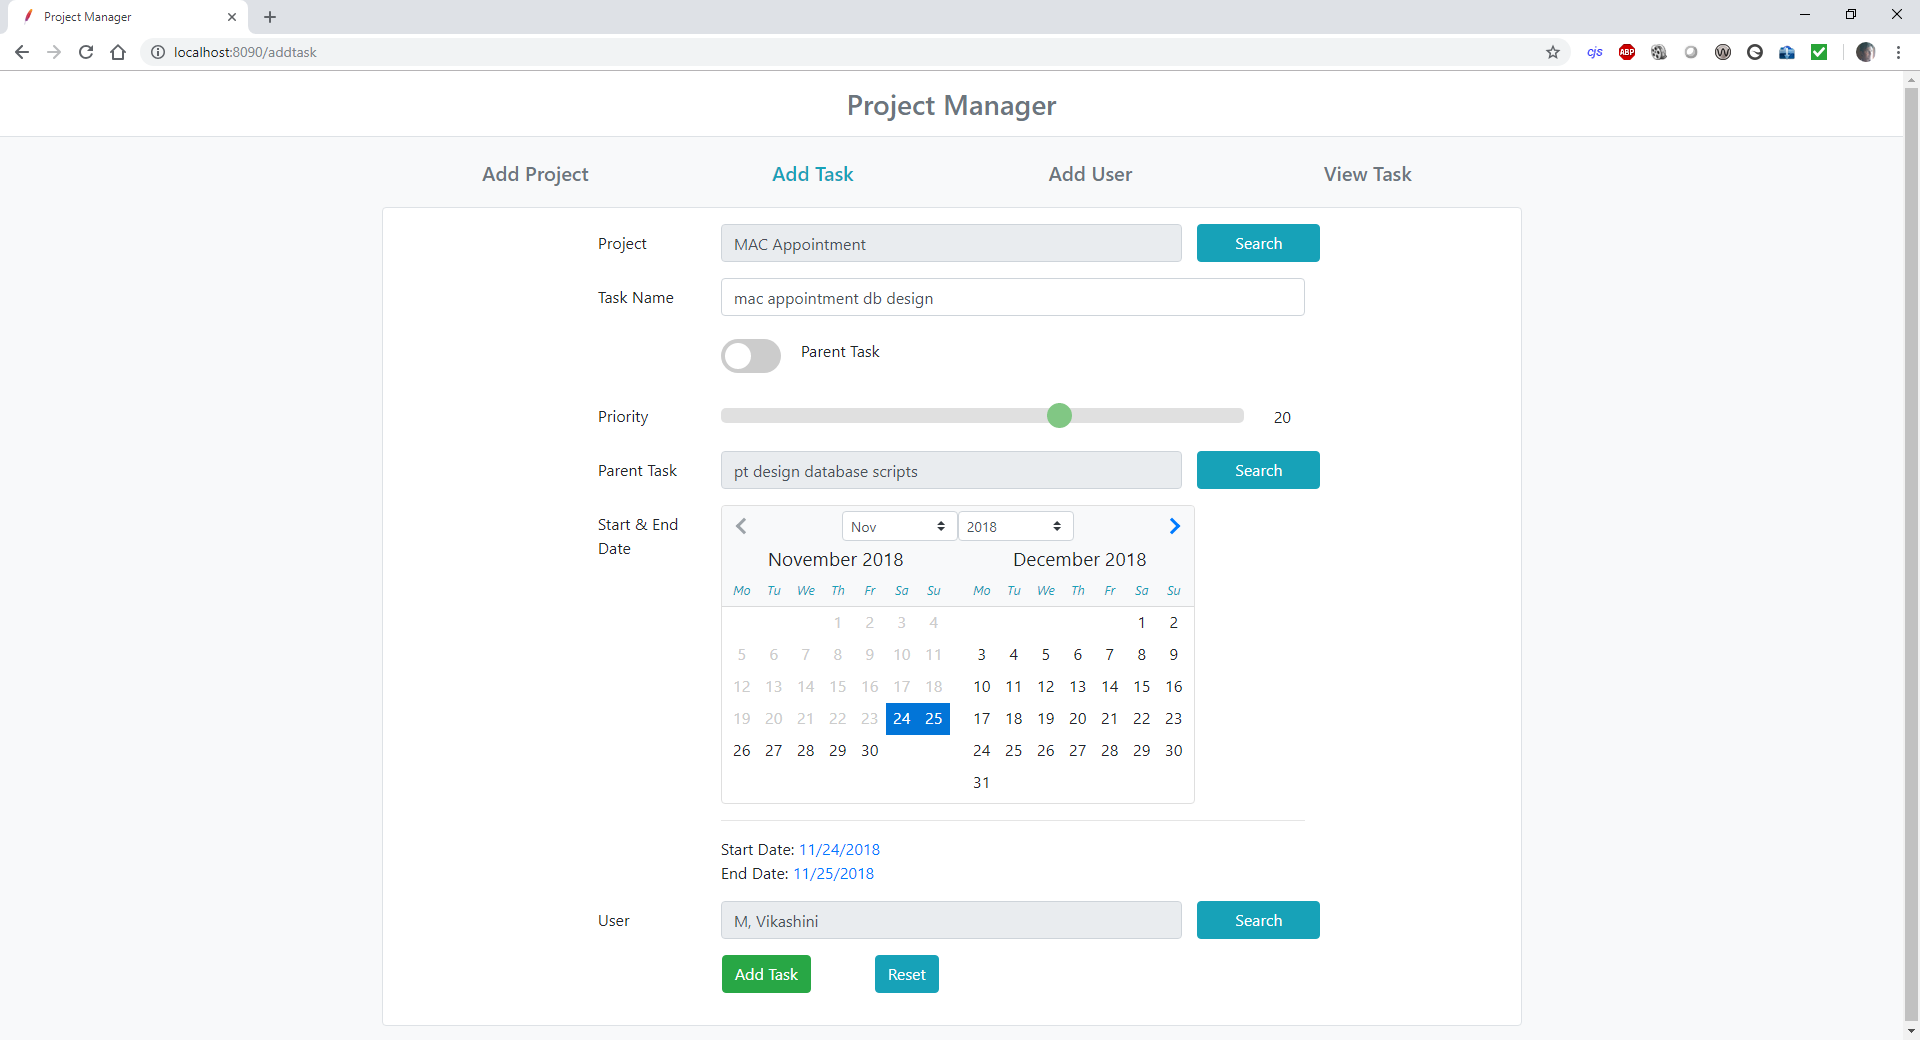 Project Manager
localhost:8090/addtask
cjs
ABP
Project Manager
Add Project Add Task Add User View Task
Project MAC Appointment Search
Task Name mac appointment db design
Parent Task
Priority 20
Parent Task pt design database scripts Search
Start & End
Date
Nov 2018
November 2018 December 2018
Mo Tu We Th Fr Sa Su Mo Tu We Th Fr Sa Su
1 2 3 4 1 2
5 6 7 8 9 10 11 3 4 5 6 7 8 9
12 13 14 15 16 17 18 10 11 12 13 14 15 16
19 20 21 22 23 24 25 17 18 19 20 21 22 23
26 27 28 29 30 24 25 26 27 28 29 30
31
Start Date: 11/24/2018
End Date: 11/25/2018
User M, Vikashini Search
Add Task Reset